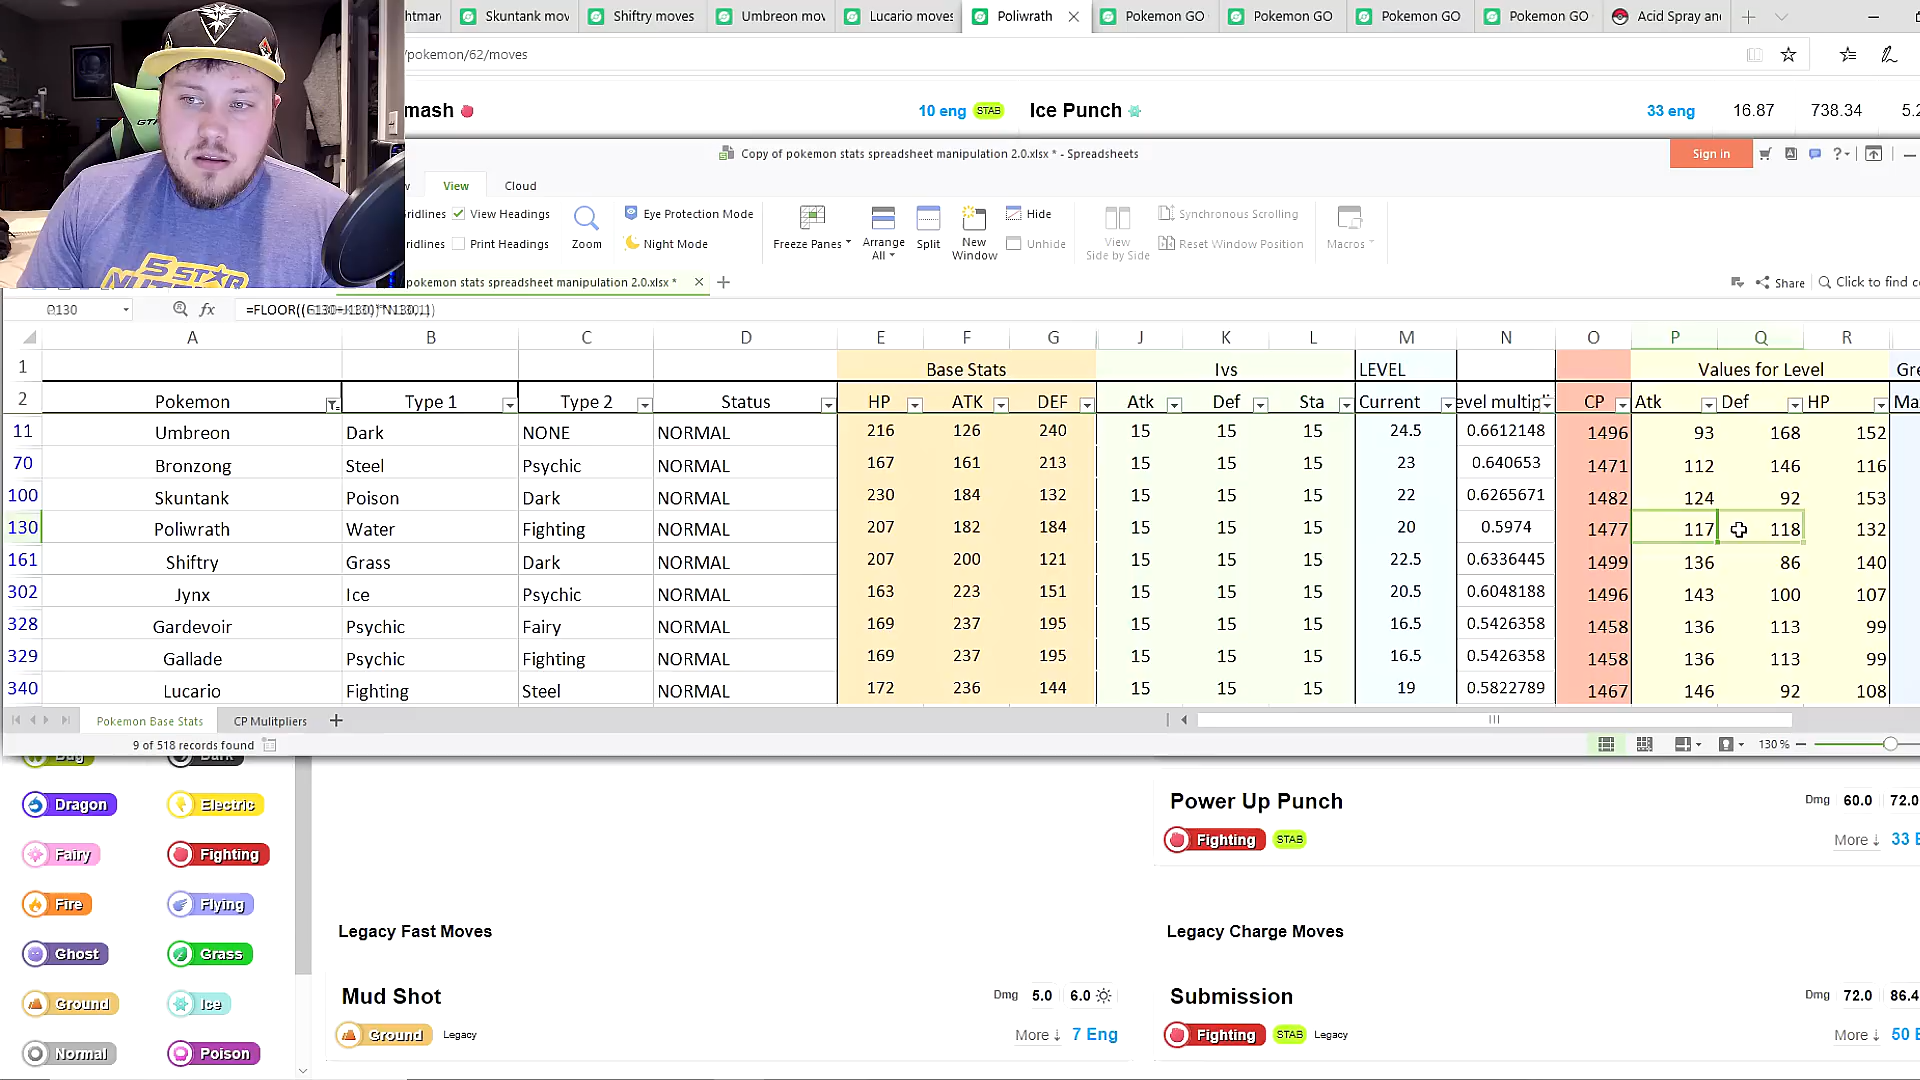 Skuntank mov
Shiftry moves
Umbreon mov
Lucario moves
Poliwrath
Pokemon GO
Pokemon GO
Pokemon GO
Pokemon GO
Acid Spray and
/pokemon/62/moves
mash 10 eng STAB Ice Punch 33 eng 16.87 738.34
Copy of pokemon stats spreadsheet manipulation 2.0.xlsx * - Spreadsheets
Sign in
View Cloud
View Headings
Print Headings
Zoom
Eye Protection Mode
Night Mode
Freeze Panes
Arrange All
Split
New Window
Hide
Unhide
View Side by Side
Synchronous Scrolling
Reset Window Position
Macros
5 STAR
pokemon stats spreadsheet manipulation 2.0.xlsx *
Share
Click to find
A B C D E F G J K L M N O P Q R
1 Base Stats Ivs LEVEL Values for Level
2 Pokemon Type 1 Type 2 Status HP ATK DEF Atk Def Sta Current CP Atk Def HP
11 Umbreon Dark NONE NORMAL 216 126 240 15 15 15 24.5 0.6612148 1496 93 168 152
70 Bronzong Steel Psychic NORMAL 167 161 213 15 15 15 23 0.640653 1471 112 146 116
100 Skuntank Poison Dark NORMAL 230 184 132 15 15 15 22 0.6265671 1482 124 92 153
130 Poliwrath Water Fighting NORMAL 207 182 184 15 15 15 20 0.5974 1477 117 118 132
161 Shiftry Grass Dark NORMAL 207 200 121 15 15 15 22.5 0.6336445 1499 136 86 140
302 Jynx Ice Psychic NORMAL 163 223 151 15 15 15 20.5 0.6048188 1496 143 100 107
328 Gardevoir Psychic Fairy NORMAL 169 237 195 15 15 15 16.5 0.5426358 1458 136 113 99
329 Gallade Psychic Fighting NORMAL 169 237 195 15 15 15 16.5 0.5426358 1458 136 113 99
340 Lucario Fighting Steel NORMAL 172 236 144 15 15 15 19 0.5822789 1467 146 92 108
Pokemon Base Stats CP Mulitpliers
9 of 518 records found
130 %
Dragon Electric
Fairy Fighting
Fire Flying
Ghost Grass
Ground Ice
Normal Poison
Power Up Punch Dmg 60.0 72.0
Fighting STAB More ↓ 33
Legacy Fast Moves
Legacy Charge Moves
Mud Shot Dmg 5.0 6.0
Ground Legacy More ↓ 7 Eng
Submission Dmg 72.0 86.4
Fighting STAB Legacy More ↓ 50